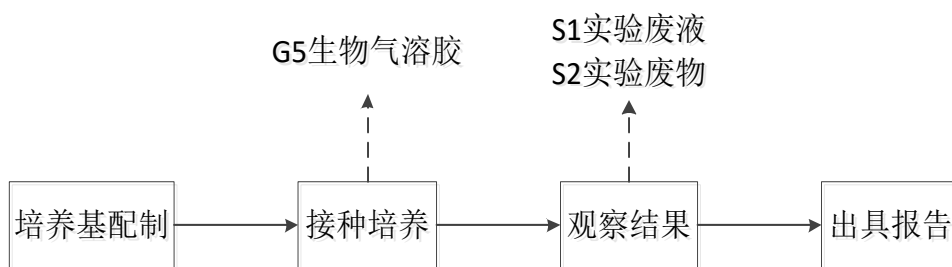 G5生物气溶胶
S1实验废液
S2实验废物
培养基配制
接种培养
观察结果
出具报告